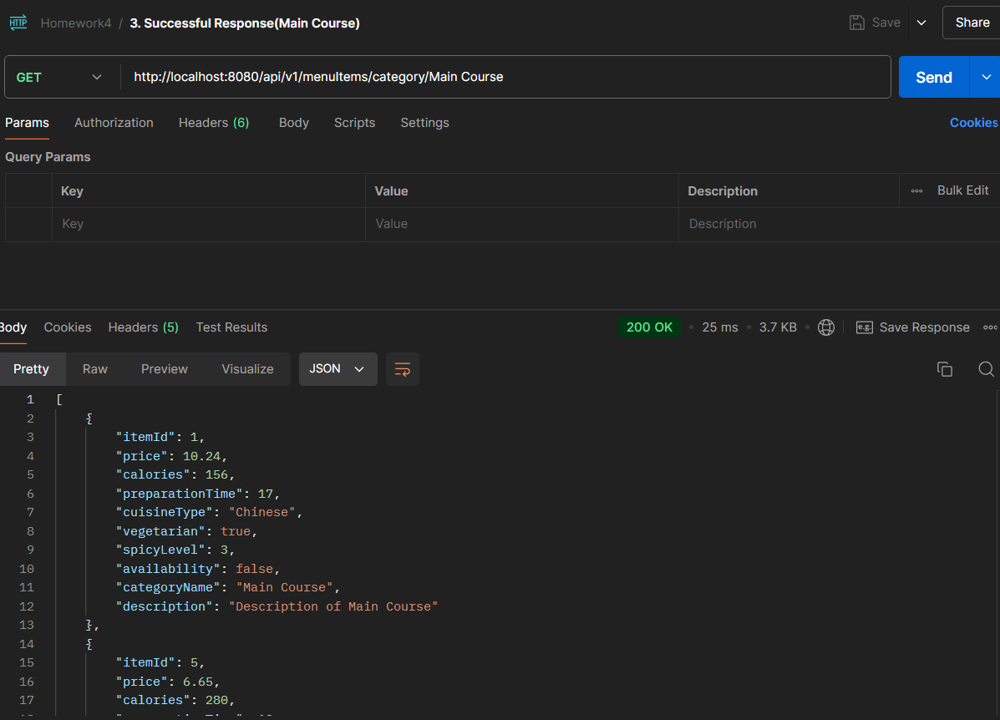 HTTP Homework4 / 3. Successful Response(Main Course) Save Share
GET http://localhost:8080/api/v1/menuItems/category/Main Course Send
Params Authorization Headers (6) Body Scripts Settings Cookies
Query Params
Key Value Description Bulk Edit
Key Value Description
Body Cookies Headers (5) Test Results 200 OK 25 ms 3.7 KB e.g. Save Response
Pretty Raw Preview Visualize JSON
1 [
2 {
3 "itemId": 1,
4 "price": 10.24,
5 "calories": 156,
6 "preparationTime": 17,
7 "cuisineType": "Chinese",
8 "vegetarian": true,
9 "spicyLevel": 3,
10 "availability": false,
11 "categoryName": "Main Course",
12 "description": "Description of Main Course"
13 },
14 {
15 "itemId": 5,
16 "price": 6.65,
17 "calories": 280,